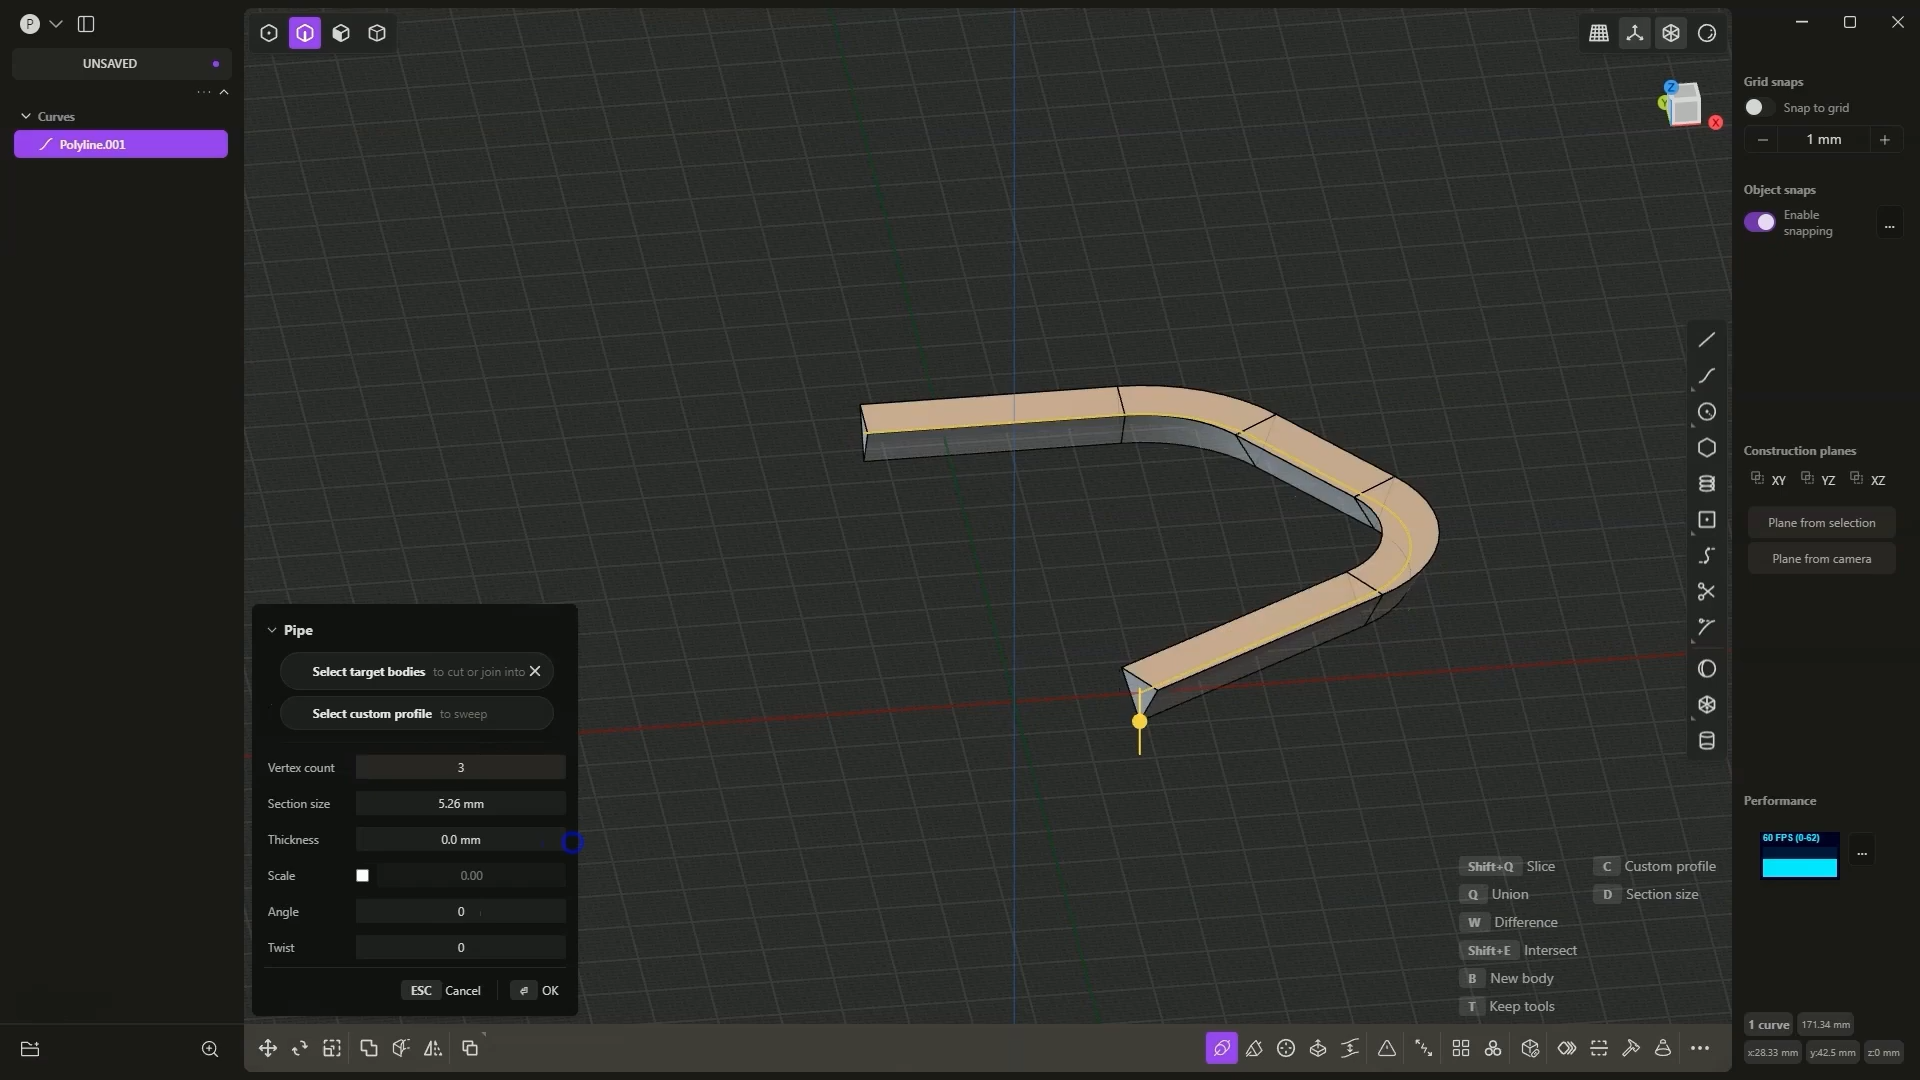 P
UNSAVED
Curves
Polyline.001
Z
Y
X
Grid snaps
Snap to grid
1 mm
Object snaps
Enable
snapping
...
Construction planes
XY
YZ
XZ
Plane from selection
Plane from camera
Pipe
Select target bodies to cut or join into
Select custom profile to sweep
Vertex count 3
Section size 5.26 mm
Thickness 0.0 mm
Scale 0.00
Angle 0
Twist 0
ESC Cancel
OK
Shift+Q Slice
C Custom profile
Q Union
D Section size
W Difference
Shift+E Intersect
B New body
T Keep tools
Performance
60 FPS (0-62)
...
1 curve 171.34 mm
x:28.33 mm y:42.5 mm z:0 mm